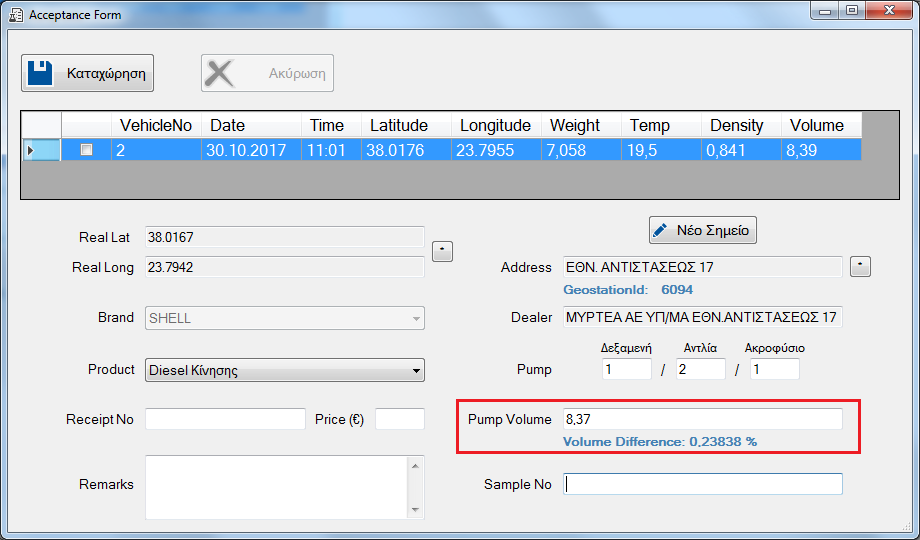 Acceptance Form
Καταχώρηση Ακύρωση
VehicleNo Date Time Latitude Longitude Weight Temp Density Volume
2 30.10.2017 11:01 38.0176 23.7955 7,058 19,5 0,841 8,39
Νέο Σημείο
Real Lat 38.0167
Real Long 23.7942
Address ΕΘΝ. ΑΝΤΙΣΤΑΣΕΩΣ 17
GeostationId: 6094
Brand SHELL
Dealer ΜΥΡΤΕΑ ΑΕ ΥΠ/ΜΑ ΕΘΝ.ΑΝΤΙΣΤΑΣΕΩΣ 17
Δεξαμενή Αντλία Ακροφύσιο
Product Diesel Κίνησης
Pump 1 / 2 / 1
Receipt No Price (€)
Pump Volume 8,37
Volume Difference: 0,23838 %
Remarks
Sample No